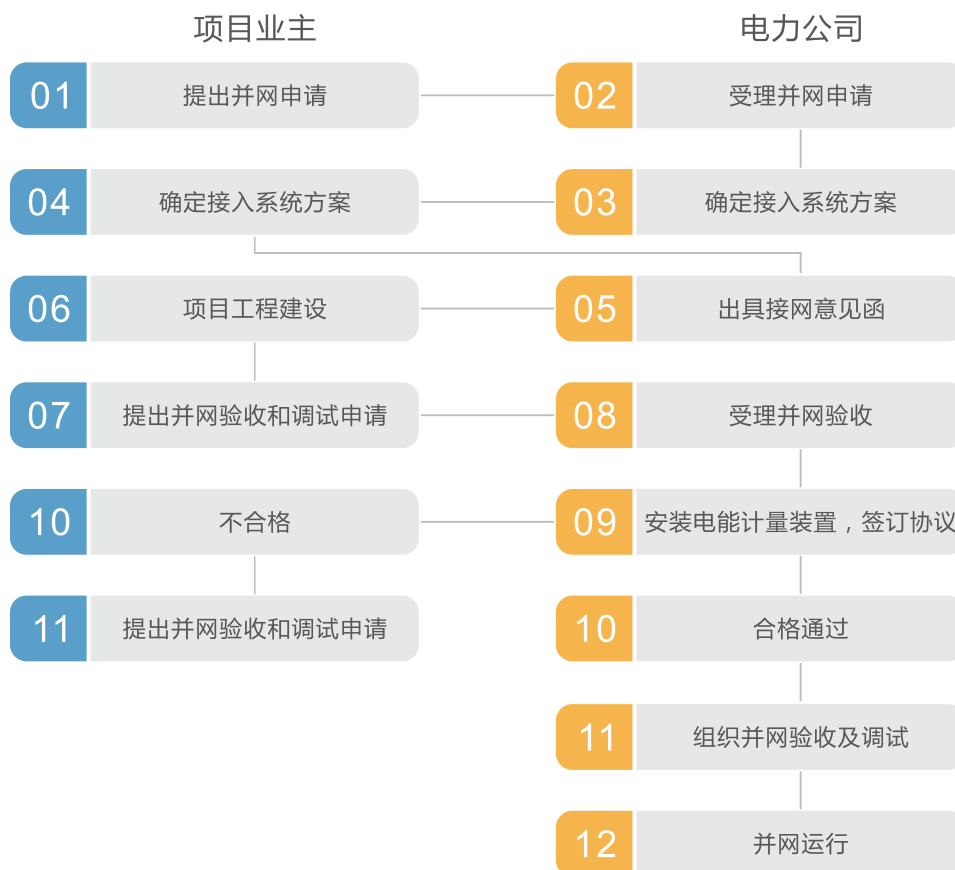 项目业主 电力公司
01 提出并网申请 02 受理并网申请
04 确定接入系统方案 03 确定接入系统方案
06 项目工程建设 05 出具接网意见函
07 提出并网验收和调试申请 08 受理并网验收
10 不合格 09 安装电能计量装置，签订协议
11 提出并网验收和调试申请 10 合格通过
11 组织并网验收及调试
12 并网运行